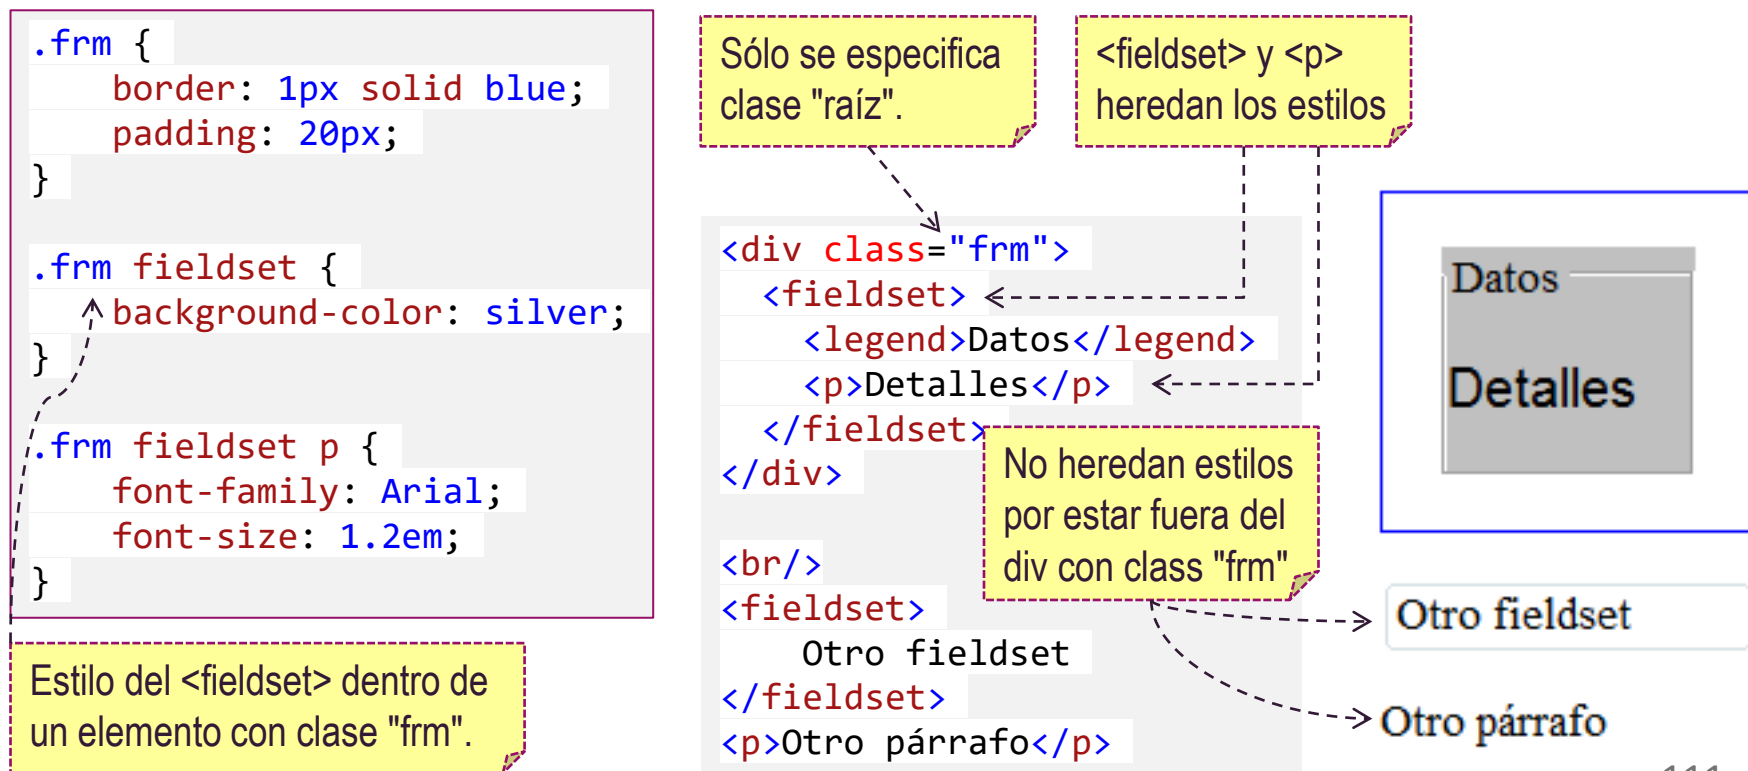 .frm {
    border: 1px solid blue;
    padding: 20px;
}
.frm fieldset {
    background-color: silver;
}
.frm fieldset p {
    font-family: Arial;
    font-size: 1.2em;
}
Estilo del <fieldset> dentro de
un elemento con clase "frm".
Sólo se especifica
clase "raíz".
<fieldset> y <p>
heredan los estilos
<div class="frm">
  <fieldset>
    <legend>Datos</legend>
    <p>Detalles</p>
  </fieldset>
</div>
<br/>
<fieldset>
    Otro fieldset
</fieldset>
<p>Otro párrafo</p>
No heredan estilos
por estar fuera del
div con class "frm"
Datos
Detalles
Otro fieldset
Otro párrafo